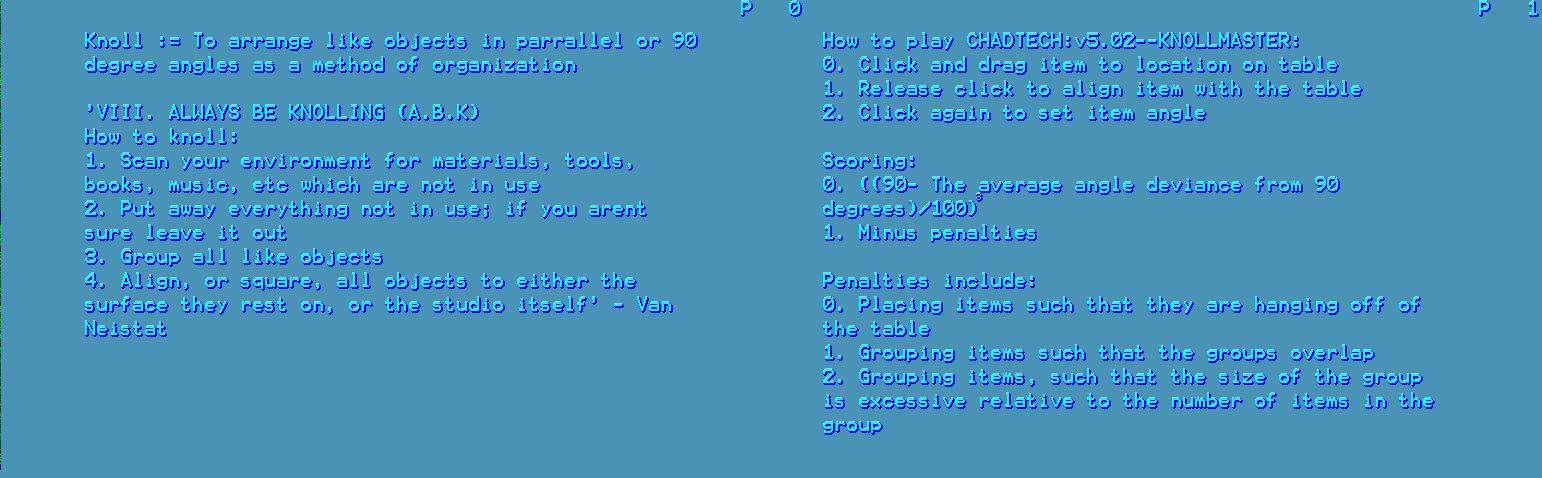 P 0
Knoll := To arrange like objects in parrallel or 90
degree angles as a method of organization
'VIII. ALWAYS BE KNOLLING (A.B.K)
How to knoll:
1. Scan your environment for materials, tools,
books, music, etc which are not in use
2. Put away everything not in use; if you arent
sure leave it out
3. Group all like objects
4. Align, or square, all objects to either the
surface they rest on, or the studio itself' - Van
Neistat
P 1
How to play CHADTECH:v5.02--KNOLLMASTER:
0. Click and drag item to location on table
1. Release click to align item with the table
2. Click again to set item angle
Scoring:
0. ((90- The average angle deviance from 90
degrees)/100)³
1. Minus penalties
Penalties include:
0. Placing items such that they are hanging off of
the table
1. Grouping items such that the groups overlap
2. Grouping items, such that the size of the group
is excessive relative to the number of items in the
group